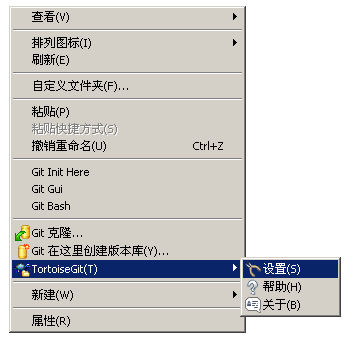 查看(V)
排列图标(I)
刷新(E)
自定义文件夹(F)...
粘贴(P)
粘贴快捷方式(S)
撤销重命名(U) Ctrl+Z
Git Init Here
Git Gui
Git Bash
Git 克隆...
Git 在这里创建版本库(Y)...
TortoiseGit(T)
设置(S)
帮助(H)
关于(B)
新建(W)
属性(R)